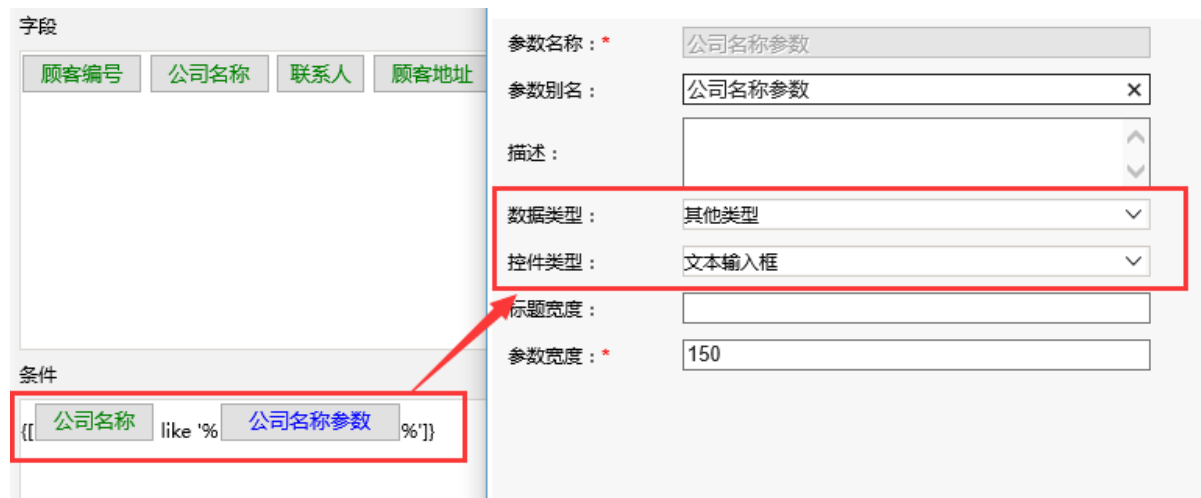 字段
顾客编号 公司名称 联系人 顾客地址
条件
{[ 公司名称 like '% 公司名称参数 %']}
参数名称：* 公司名称参数
参数别名： 公司名称参数 ×
描述：
数据类型： 其他类型
控件类型： 文本输入框
标题宽度：
参数宽度：* 150